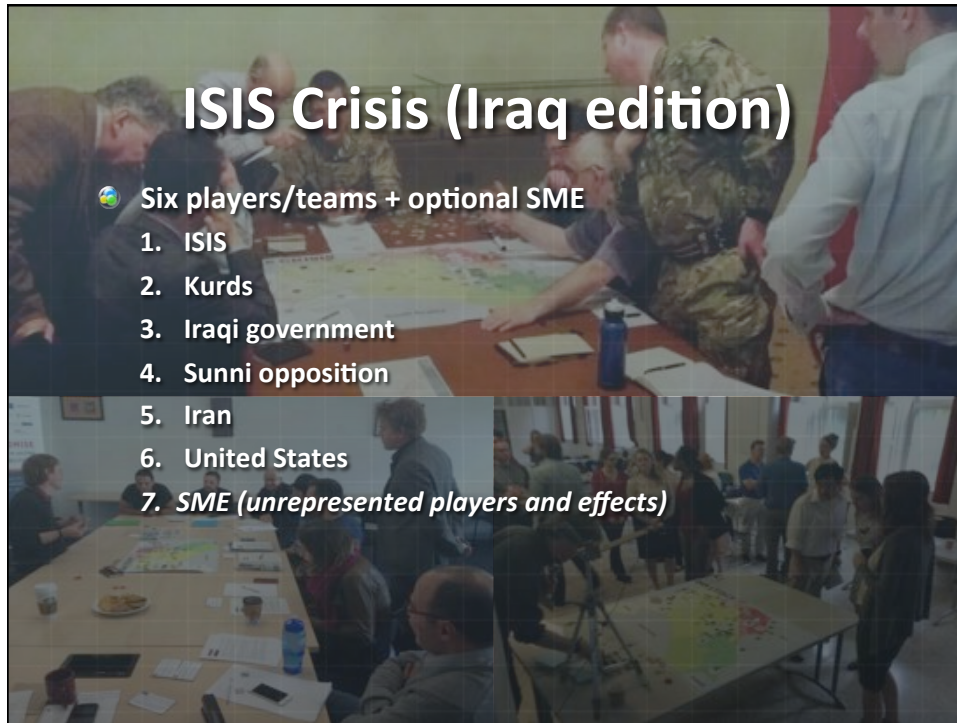 ISIS Crisis (Iraq edition)
Six players/teams + optional SME
1. ISIS
2. Kurds
3. Iraqi government
4. Sunni opposition
5. Iran
6. United States
7. SME (unrepresented players and effects)